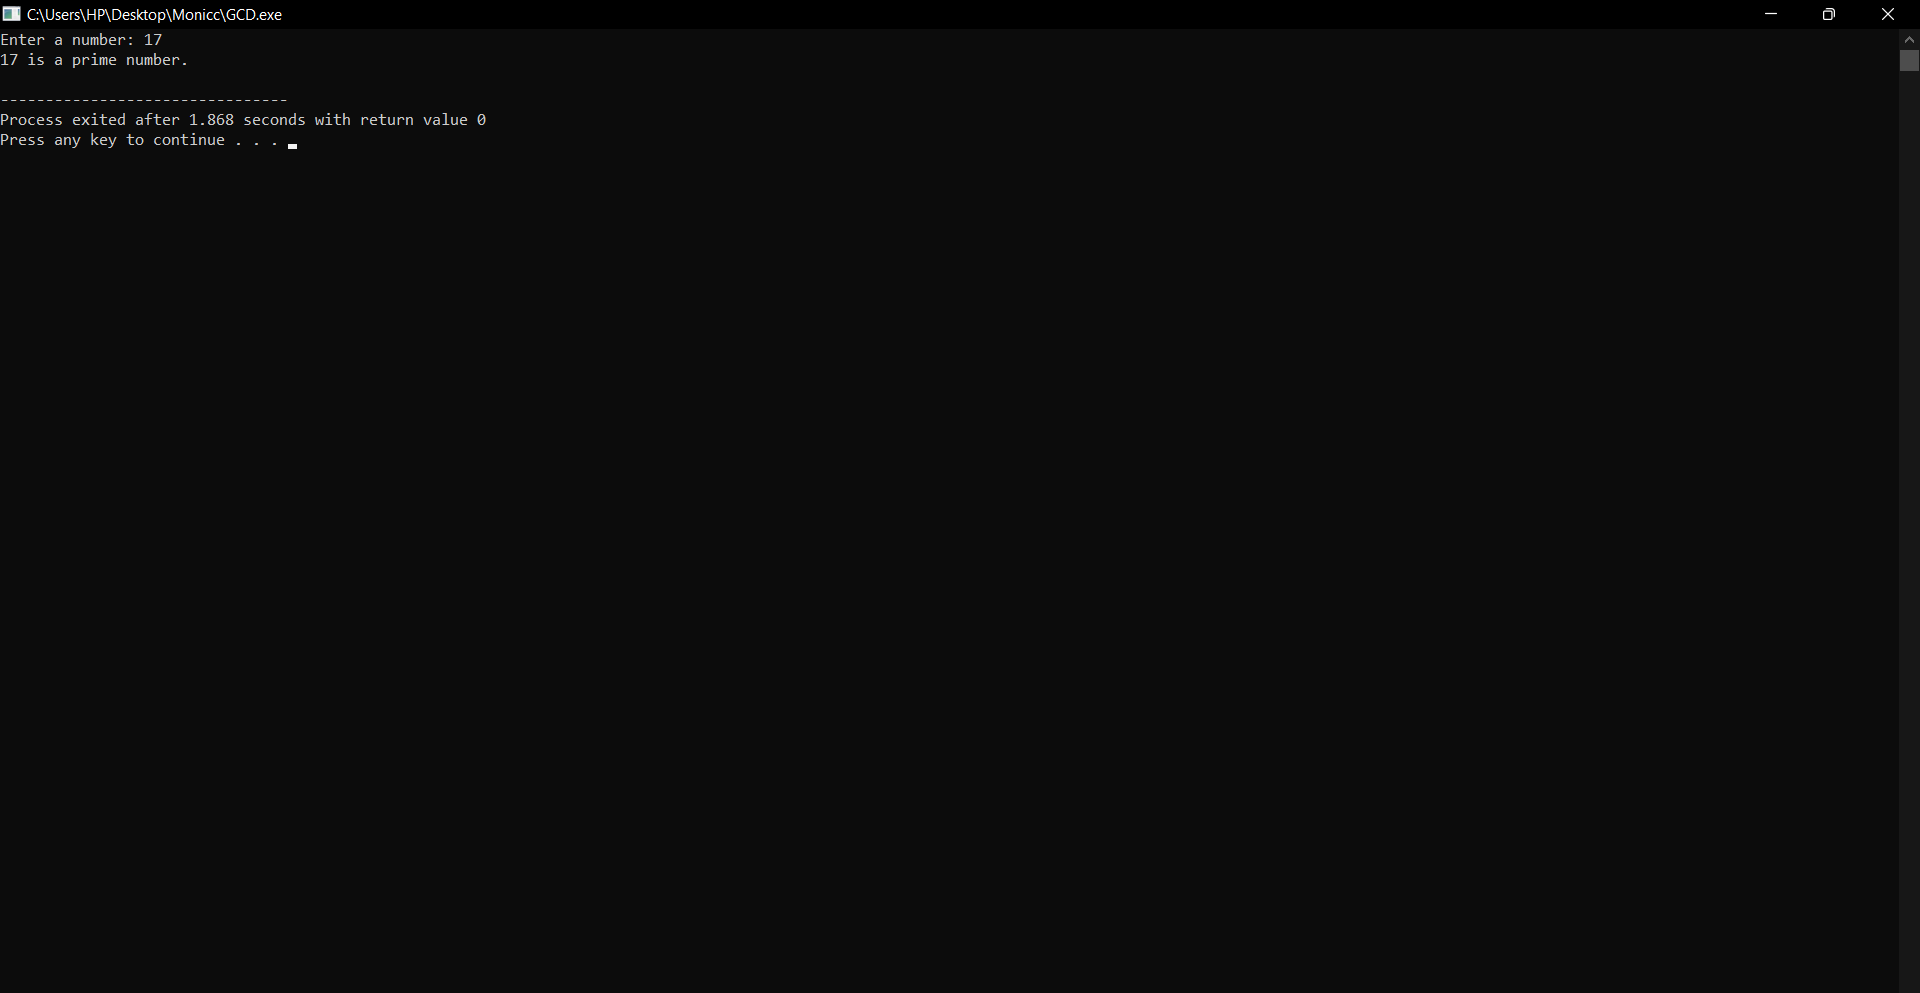 C:\Users\HP\Desktop\Monicc\GCD.exe
Enter a number: 17
17 is a prime number.
--------------------------------
Process exited after 1.868 seconds with return value 0
Press any key to continue . . .